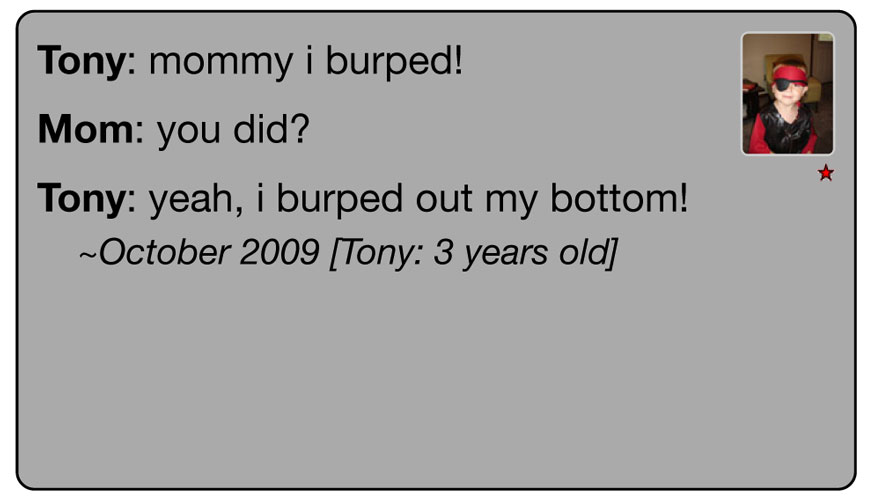 Tony: mommy i burped!
Mom: you did?
Tony: yeah, i burped out my bottom!
~October 2009 [Tony: 3 years old]